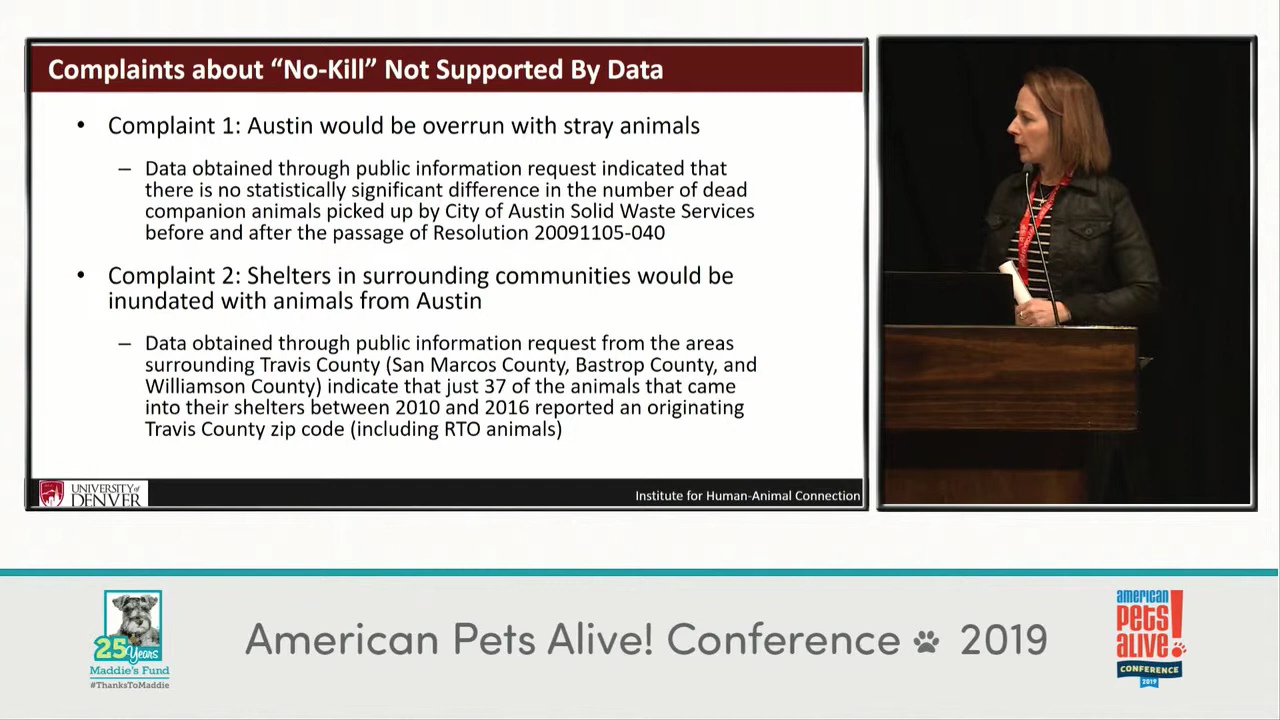 Complaints about “No-Kill” Not Supported By Data
• Complaint 1: Austin would be overrun with stray animals
– Data obtained through public information request indicated that
there is no statistically significant difference in the number of dead
companion animals picked up by City of Austin Solid Waste Services
before and after the passage of Resolution 20091105-040
• Complaint 2: Shelters in surrounding communities would be
inundated with animals from Austin
– Data obtained through public information request from the areas
surrounding Travis County (San Marcos County, Bastrop County, and
Williamson County) indicate that just 37 of the animals that came
into their shelters between 2010 and 2016 reported an originating
Travis County zip code (including RTO animals)
UNIVERSITY of
DENVER
Institute for Human-Animal Connection
25 Years
Maddie's Fund
#ThanksToMaddie
American Pets Alive! Conference 2019
american
pets
alive!
CONFERENCE
2019